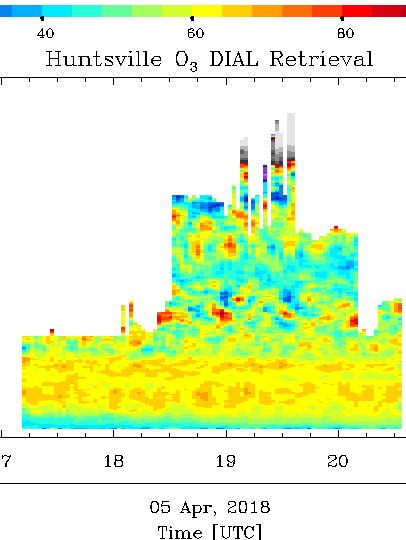 40 60 80
Huntsville O₃ DIAL Retrieval
7 18 19 20
05 Apr, 2018
Time [UTC]